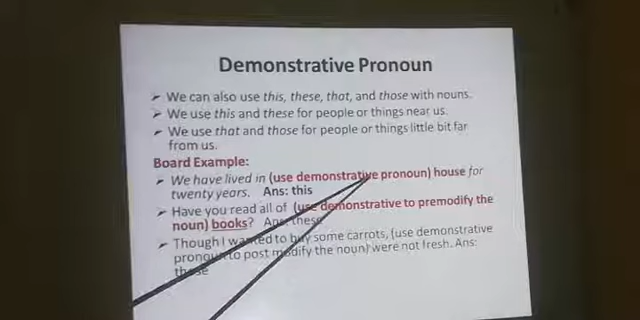 Demonstrative Pronoun
➢ We can also use this, these, that, and those with nouns.
➢ We use this and these for people or things near us.
➢ We use that and those for people or things little bit far
from us.
Board Example:
➢ We have lived in (use demonstrative pronoun) house for
twenty years. Ans: this
➢ Have you read all of (use demonstrative to premodify the
noun) books? Ans: these
➢ Though I wanted to buy some carrots, (use demonstrative
pronoun to post modify the noun) were not fresh. Ans:
those